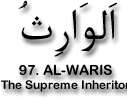 اَلْوَارِثُ
97. AL-WARIS
The Supreme Inheritor